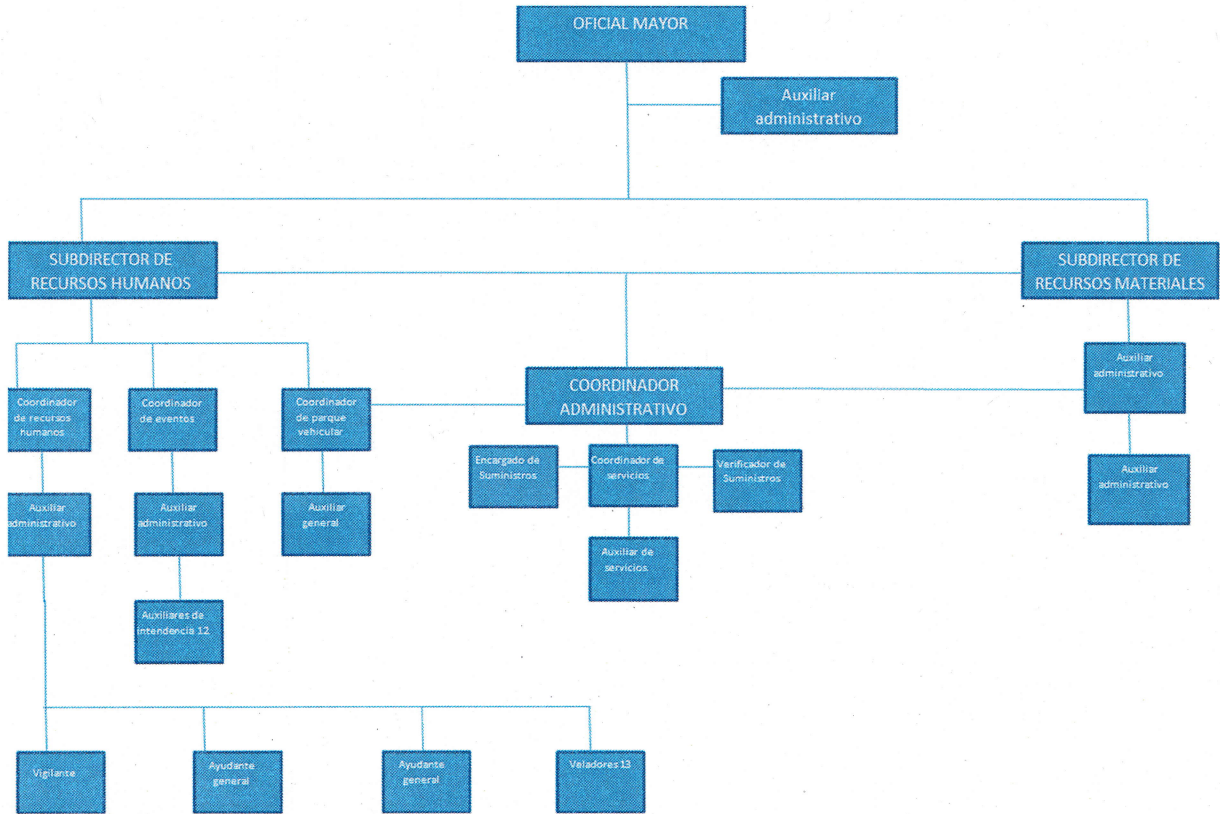 OFICIAL MAYOR
Auxiliar
administrativo
SUBDIRECTOR DE
RECURSOS HUMANOS
SUBDIRECTOR DE
RECURSOS MATERIALES
Coordinador
de recursos
humanos
Coordinador
de eventos
Coordinador
de parque
vehicular
COORDINADOR
ADMINISTRATIVO
Auxiliar
administrativo
Encargado de
Suministros
Coordinador de
servicios
Verificador de
Suministros
Auxiliar
administrativo
Auxiliar
administrativo
Auxiliar
administrativo
Auxiliar
general
Auxiliar de
servicios
Auxiliares de
intendencia 12
Vigilante
Ayudante
general
Ayudante
general
Veladores 13